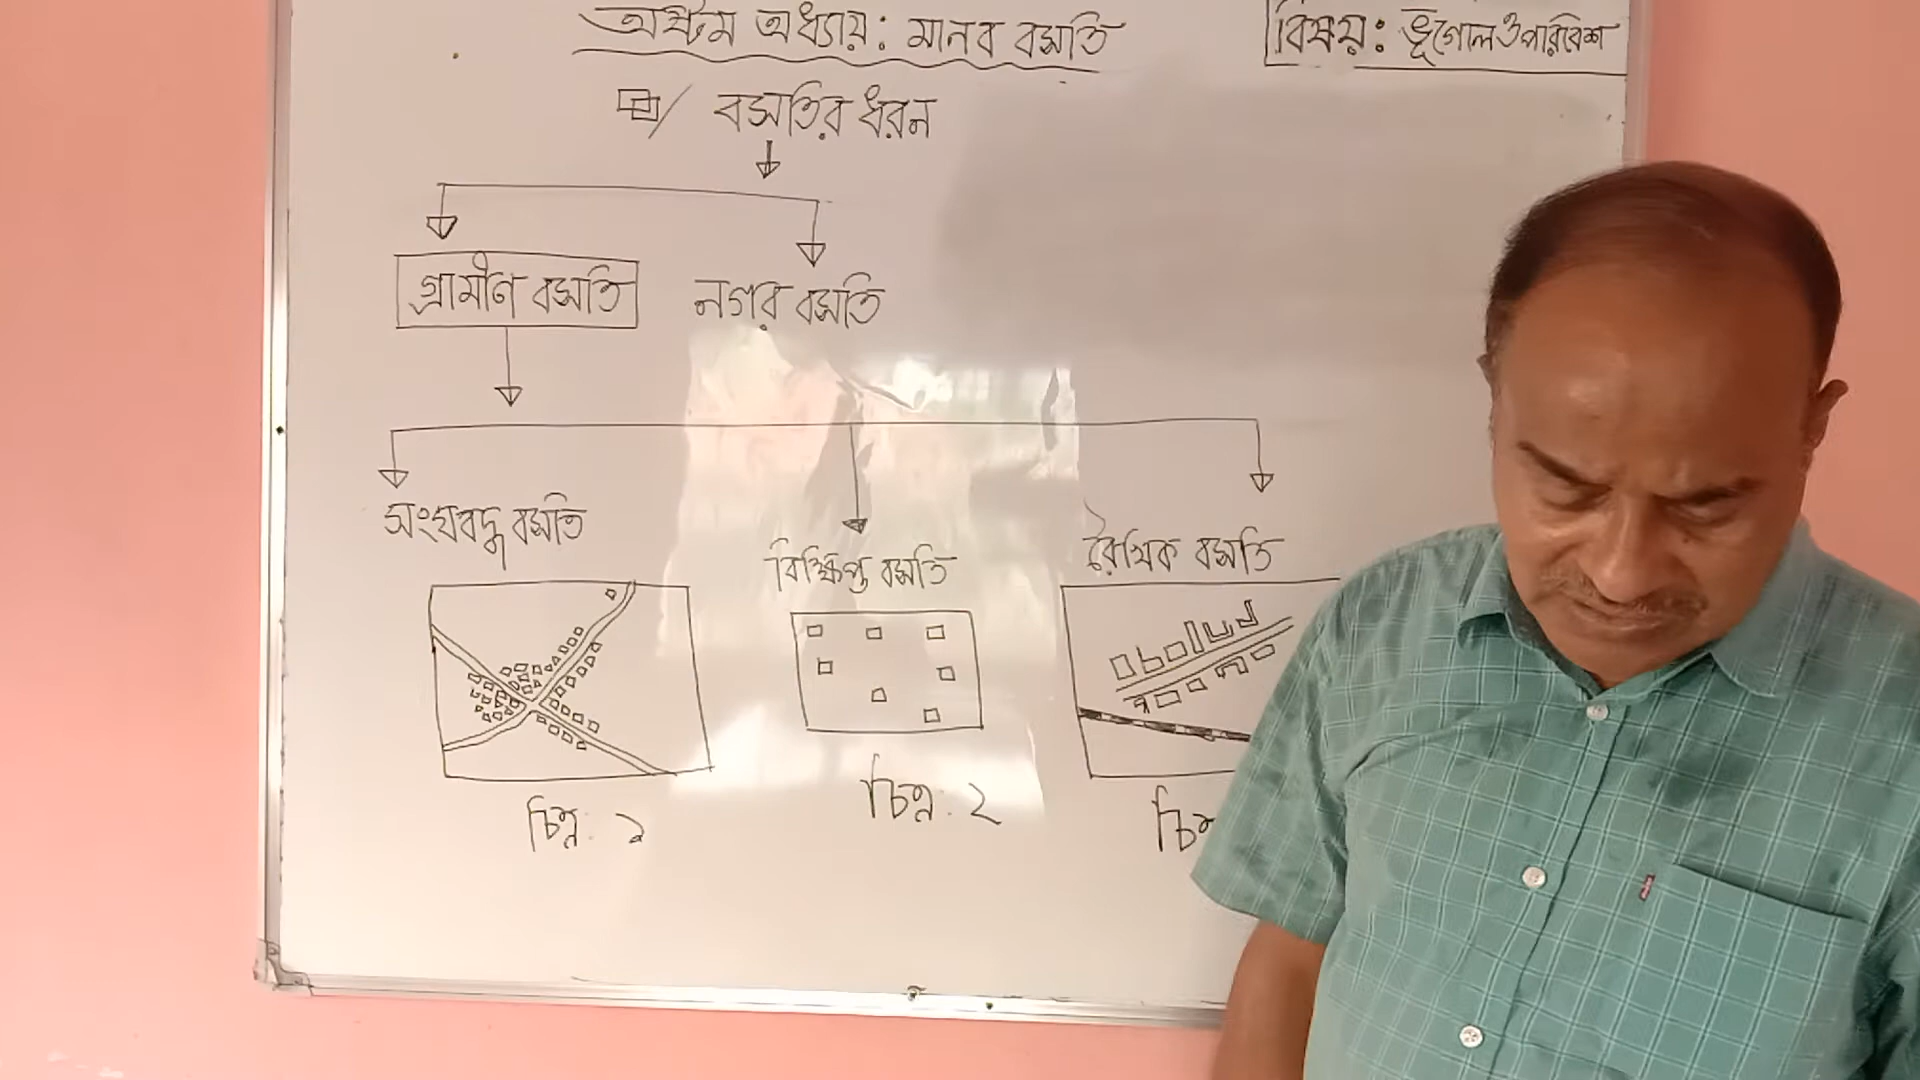 অষ্টম অধ্যায়: মানব বসতি
বিষয়: ভূগোল ও পরিবেশ
বসতির ধরন
গ্রামীণ বসতি
নগর বসতি
সংঘবদ্ধ বসতি
বিক্ষিপ্ত বসতি
রৈখিক বসতি
চিত্র: ১
চিত্র: ২